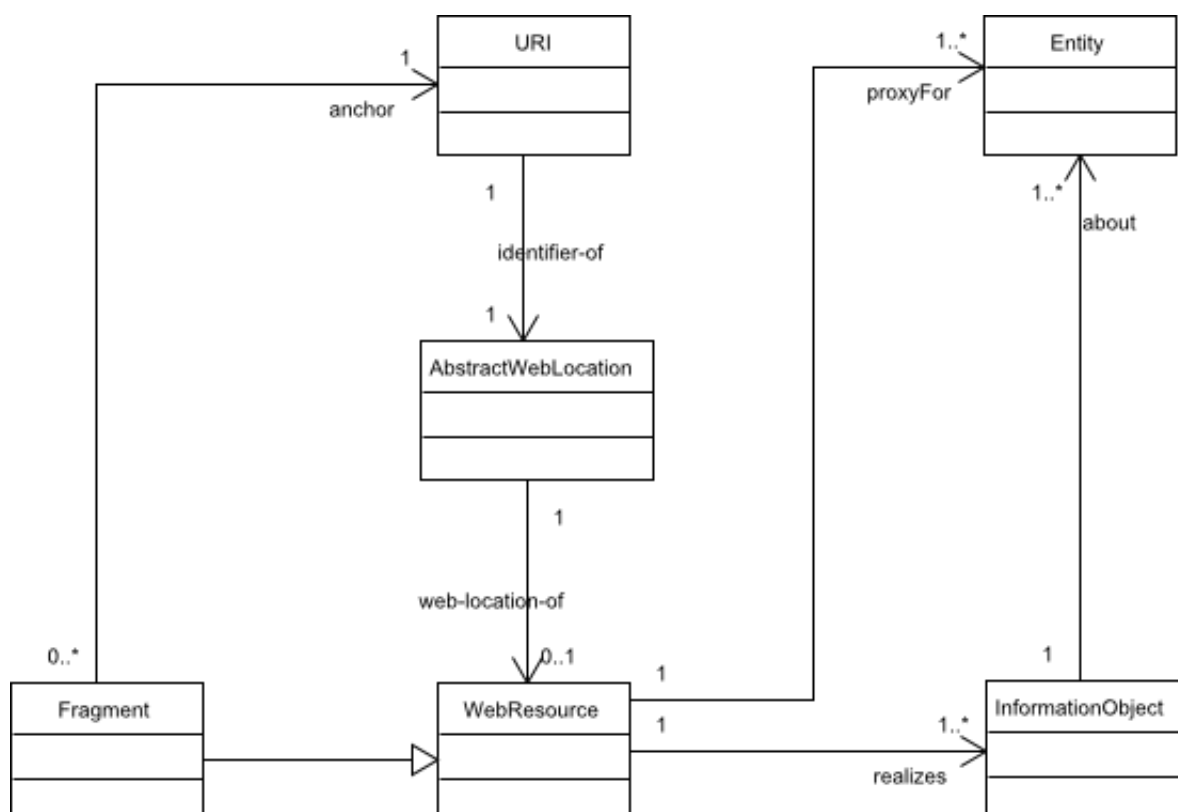 URI
1..*
Entity
1
anchor
proxyFor
1
1..*
about
identifier-of
1
AbstractWebLocation
1
web-location-of
0..*
0..1
1
1
Fragment
WebResource
1
1..*
InformationObject
realizes